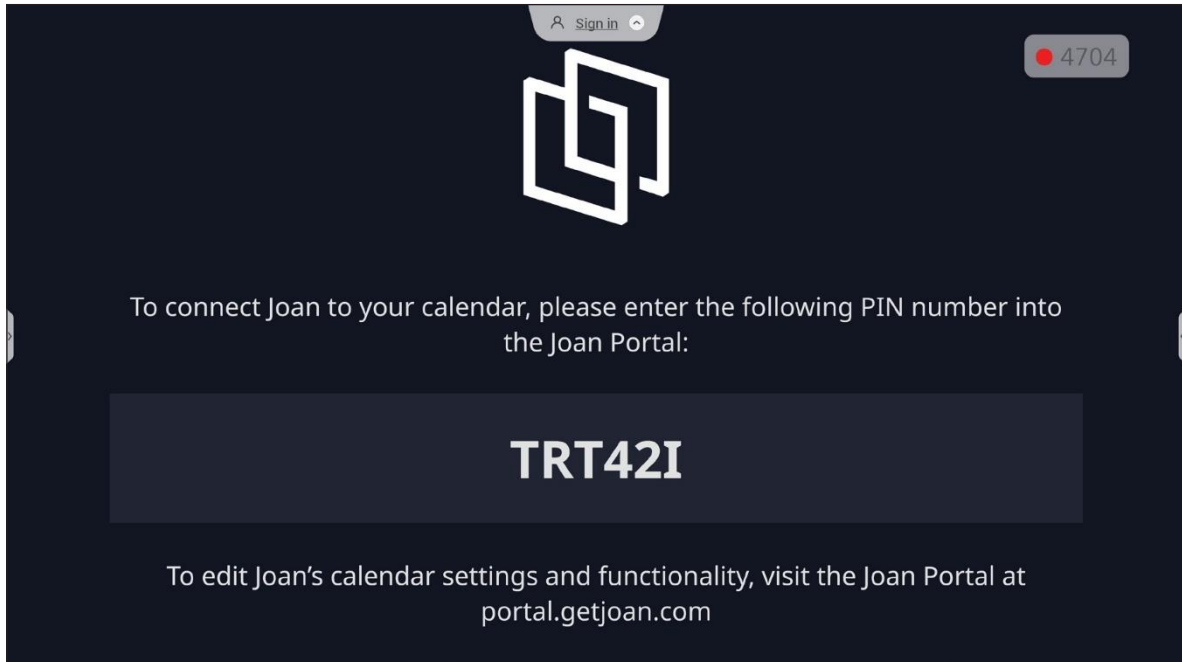 Sign in
4704
To connect Joan to your calendar, please enter the following PIN number into
the Joan Portal:
TRT42I
To edit Joan’s calendar settings and functionality, visit the Joan Portal at
portal.getjoan.com